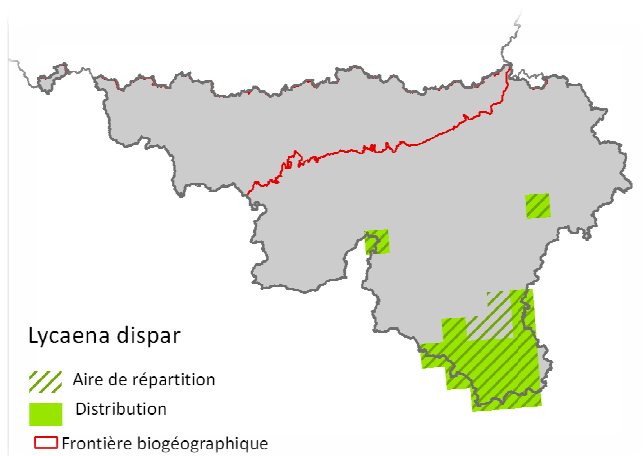 Lycaena dispar
Aire de répartition
Distribution
Frontière biogéographique